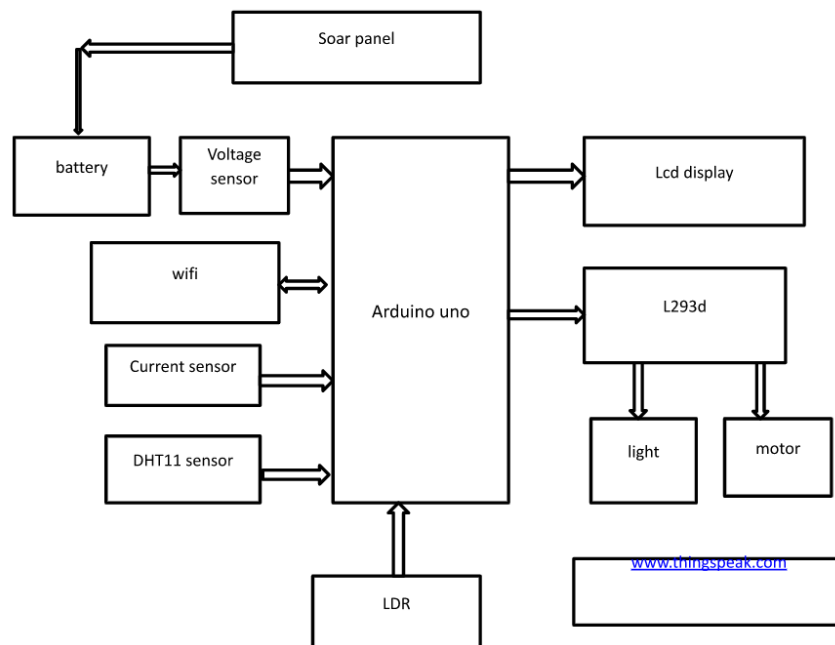 Soar panel
battery
Voltage
sensor
Lcd display
wifi
Arduino uno
L293d
Current sensor
light
motor
DHT11 sensor
www.thingspeak.com
LDR